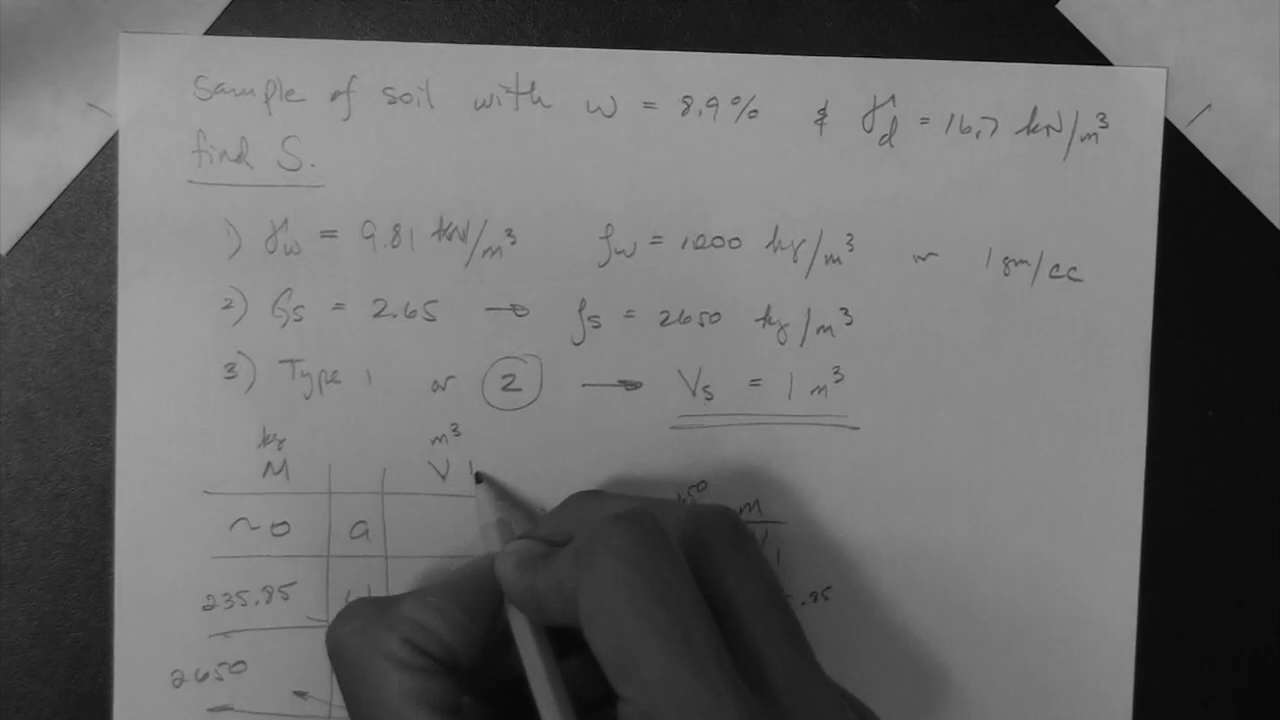 Sample of soil with w = 8.9% & γd = 16.7 kN/m³
find S.
1) γw = 9.81 kN/m³ ρw = 1000 kg/m³ or 1 gm/cc
2) Gs = 2.65 → ρs = 2650 kg/m³
3) Type 1 or 2 → Vs = 1 m³
kg m³
M V
~0 a
m
235.85
2650